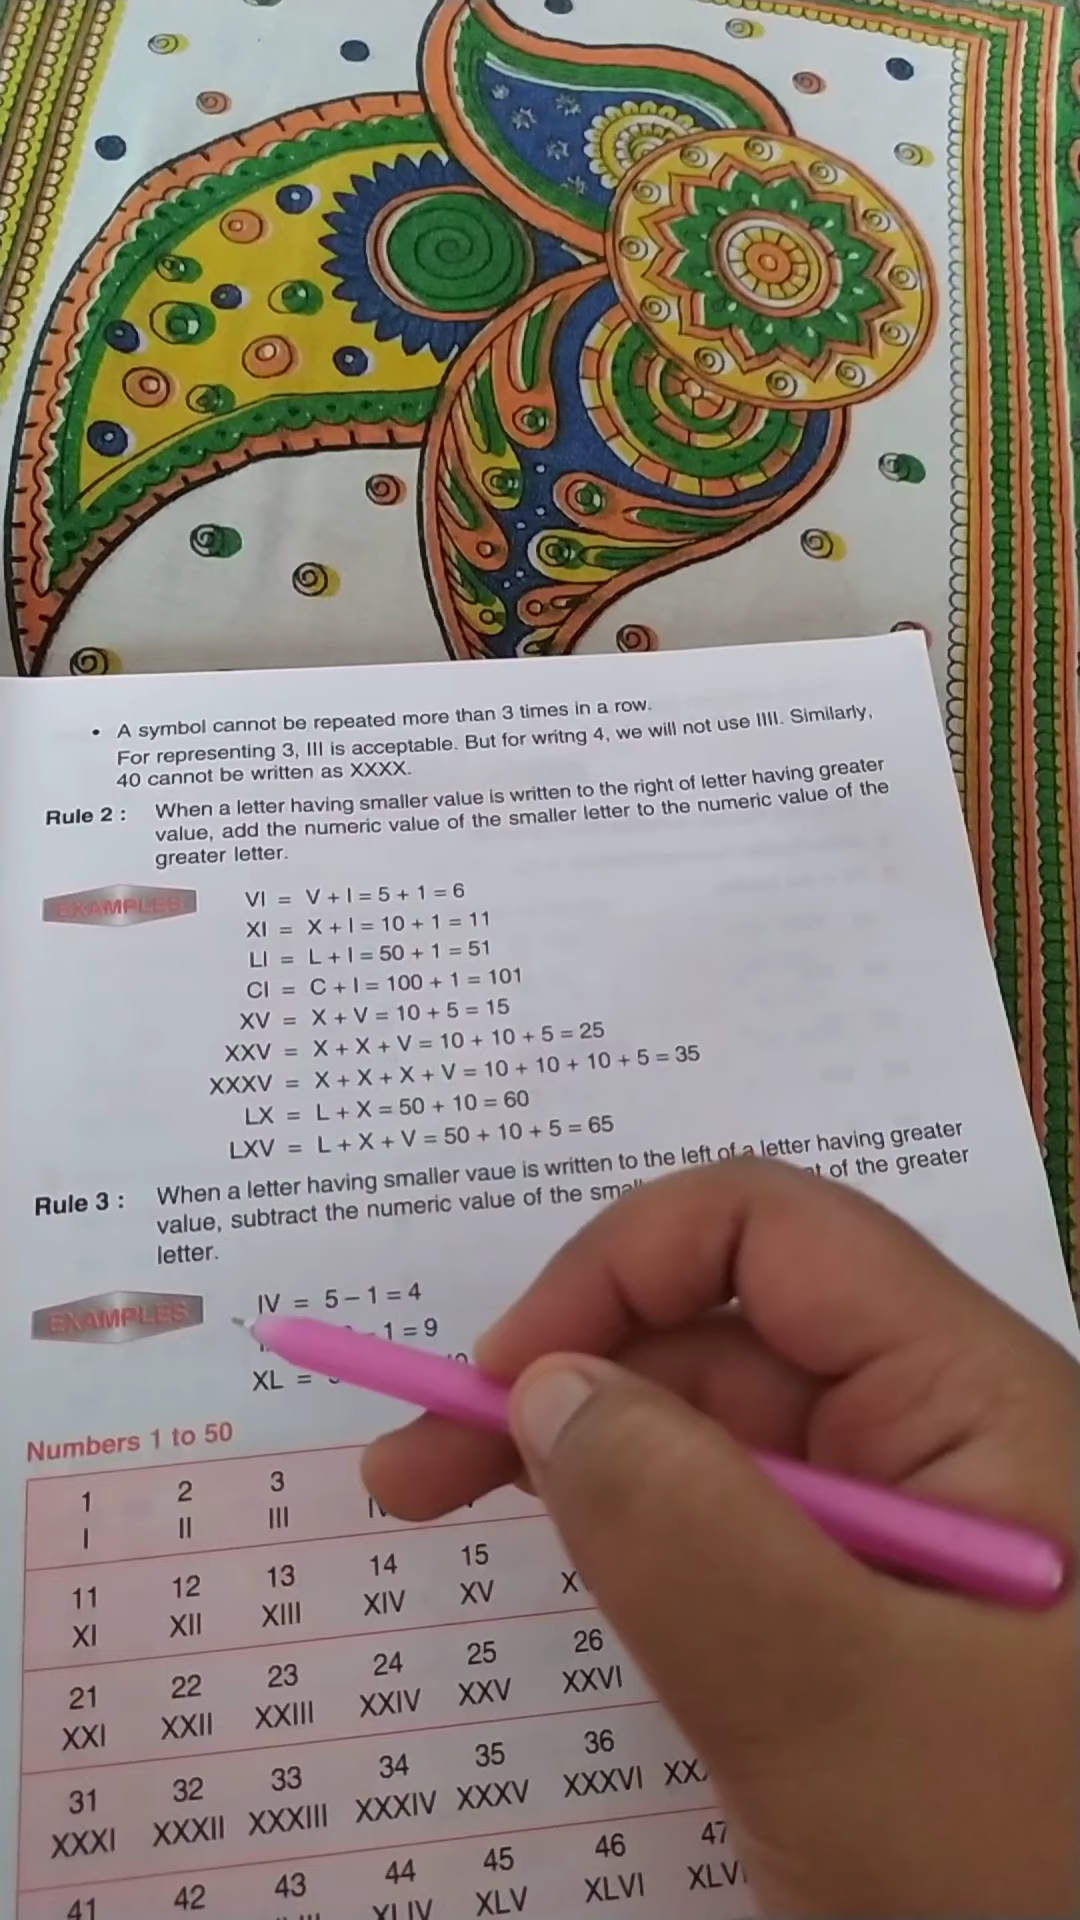 • A symbol cannot be repeated more than 3 times in a row.
For representing 3, III is acceptable. But for writng 4, we will not use IIII. Similarly,
40 cannot be written as XXXX.
Rule 2 : When a letter having smaller value is written to the right of letter having greater
value, add the numeric value of the smaller letter to the numeric value of the
greater letter.
EXAMPLES
VI = V + I = 5 + 1 = 6
XI = X + I = 10 + 1 = 11
LI = L + I = 50 + 1 = 51
CI = C + I = 100 + 1 = 101
XV = X + V = 10 + 5 = 15
XXV = X + X + V = 10 + 10 + 5 = 25
XXXV = X + X + X + V = 10 + 10 + 10 + 5 = 35
LX = L + X = 50 + 10 = 60
LXV = L + X + V = 50 + 10 + 5 = 65
Rule 3 : When a letter having smaller vaue is written to the left of a letter having greater
value, subtract the numeric value of the of the greater
letter.
EXAMPLES
IV = 5 – 1 = 4
1 = 9
XL =
Numbers 1 to 50
1 2 3
I II III
11 12 13 14 15
XI XII XIII XIV XV
21 22 23 24 25 26
XXI XXII XXIII XXIV XXV XXVI
31 32 33 34 35 36
XXXI XXXII XXXIII XXXIV XXXV XXXVI
41 42 43 44 45 46 47
XLIV XLV XLVI